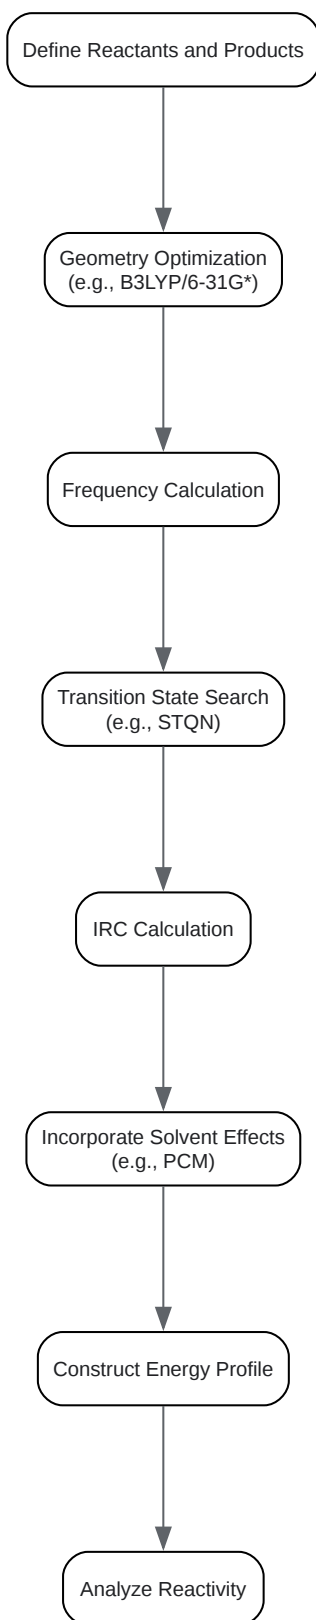 Define Reactants and Products
Geometry Optimization
(e.g., B3LYP/6-31G*)
Frequency Calculation
Transition State Search
(e.g., STQN)
IRC Calculation
Incorporate Solvent Effects
(e.g., PCM)
Construct Energy Profile
Analyze Reactivity